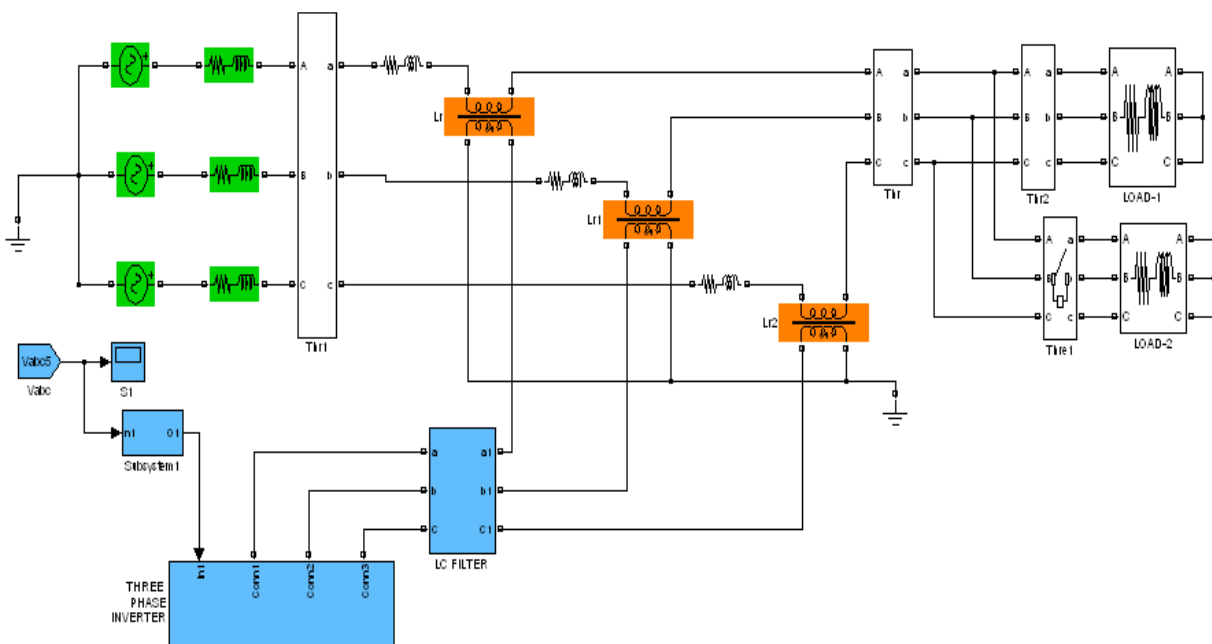 A
a
B
b
C
c
Thr1
Lr
Lr1
Lr2
A
a
B
b
C
c
Thr
A
a
B
b
C
c
Thr2
A
A
B
B
C
C
LOAD-1
A
a
B
b
C
c
Thre1
A
A
B
B
C
C
LOAD-2
Vabc5
Vabc
S1
In1
O1
Subsystem1
a
a1
b
b1
c
c1
LC FILTER
In1
Conn1
Conn2
Conn3
THREE
PHASE
INVERTER